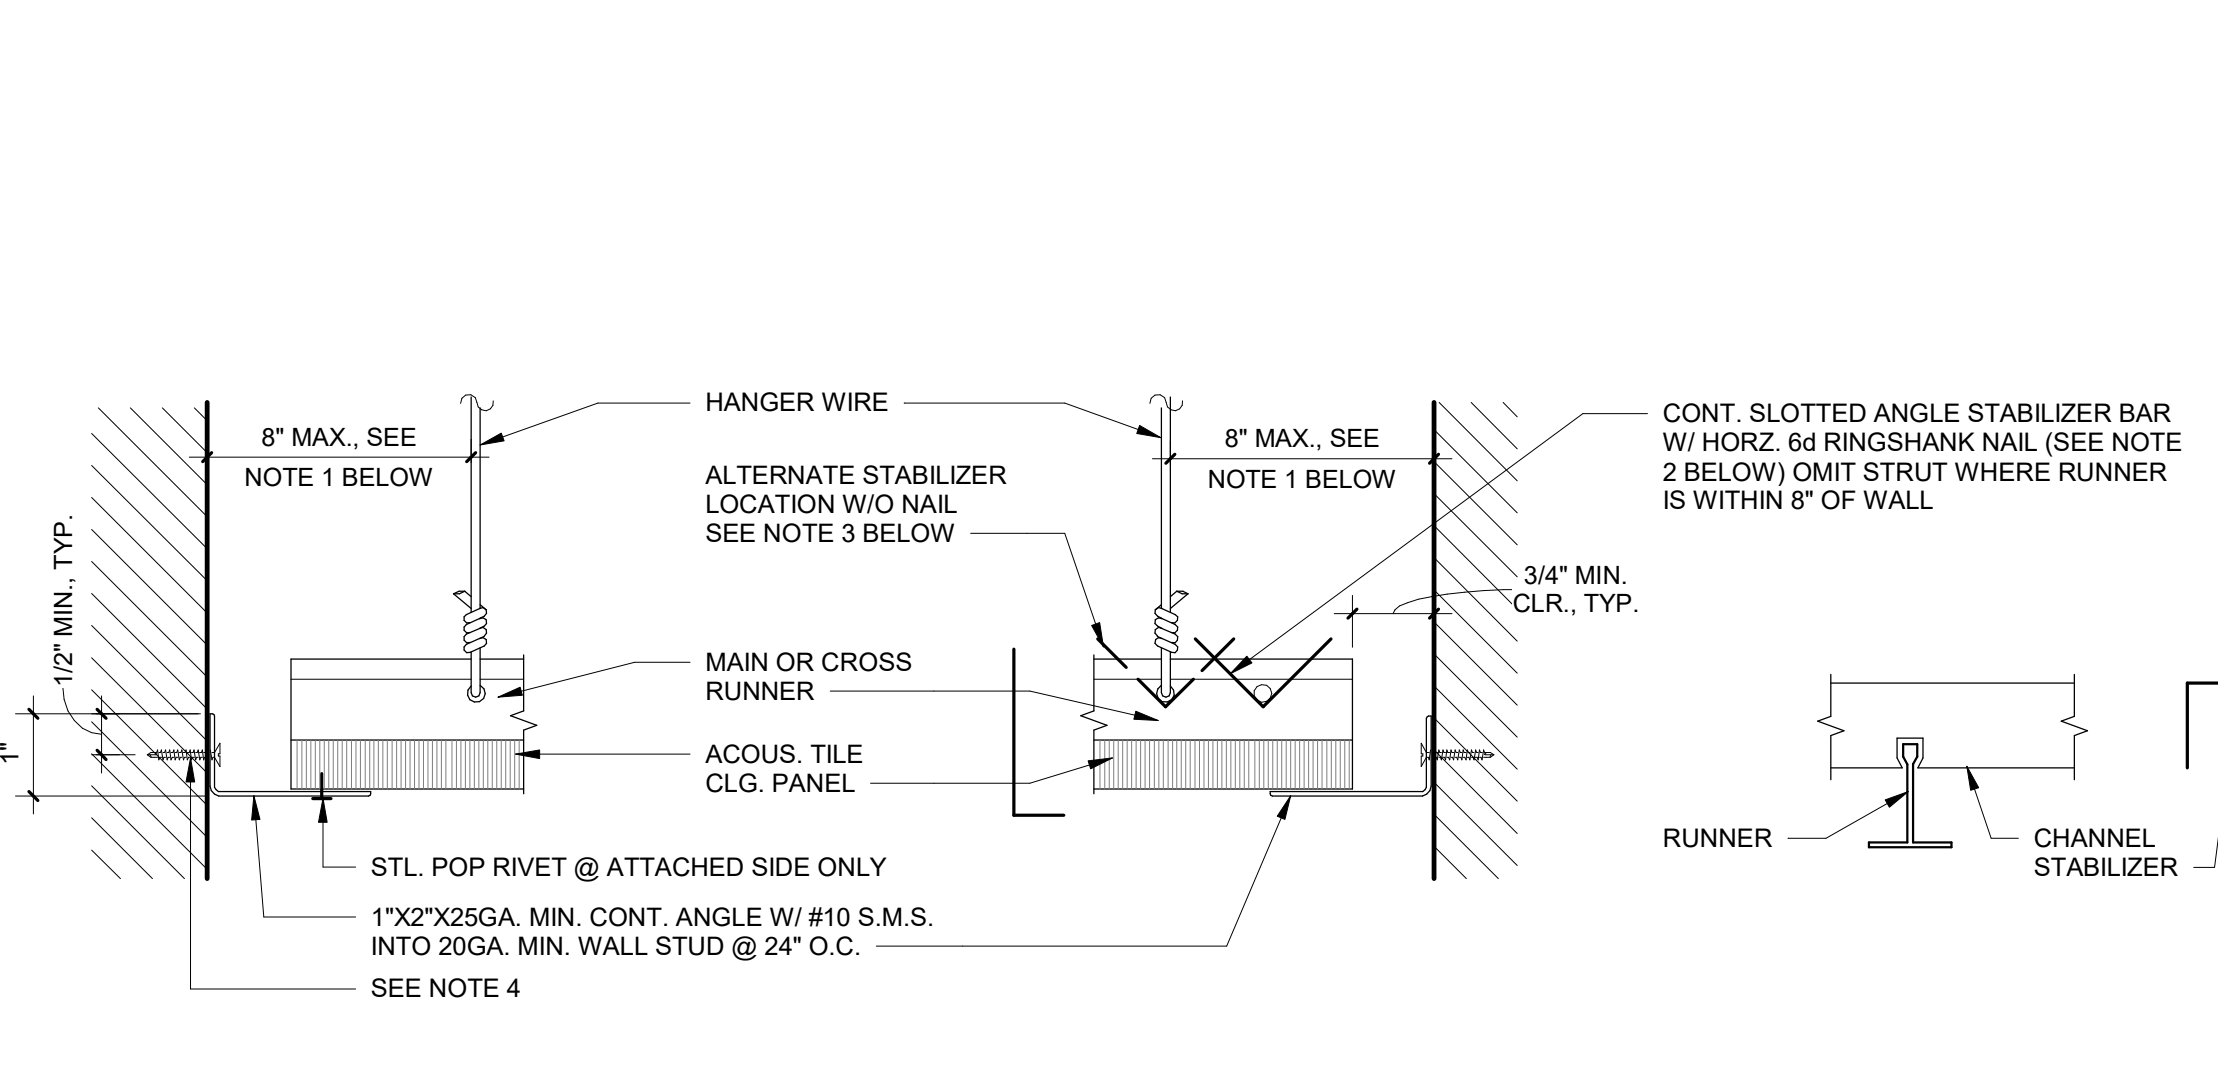 HANGER WIRE
8" MAX., SEE
NOTE 1 BELOW
8" MAX., SEE
NOTE 1 BELOW
ALTERNATE STABILIZER
LOCATION W/O NAIL
SEE NOTE 3 BELOW
CONT. SLOTTED ANGLE STABILIZER BAR
W/ HORZ. 6d RINGSHANK NAIL (SEE NOTE
2 BELOW) OMIT STRUT WHERE RUNNER
IS WITHIN 8" OF WALL
3/4" MIN.
CLR., TYP.
1/2" MIN., TYP.
1"
MAIN OR CROSS
RUNNER
ACOUS. TILE
CLG. PANEL
RUNNER
CHANNEL
STABILIZER
STL. POP RIVET @ ATTACHED SIDE ONLY
1"X2"X25GA. MIN. CONT. ANGLE W/ #10 S.M.S.
INTO 20GA. MIN. WALL STUD @ 24" O.C.
SEE NOTE 4